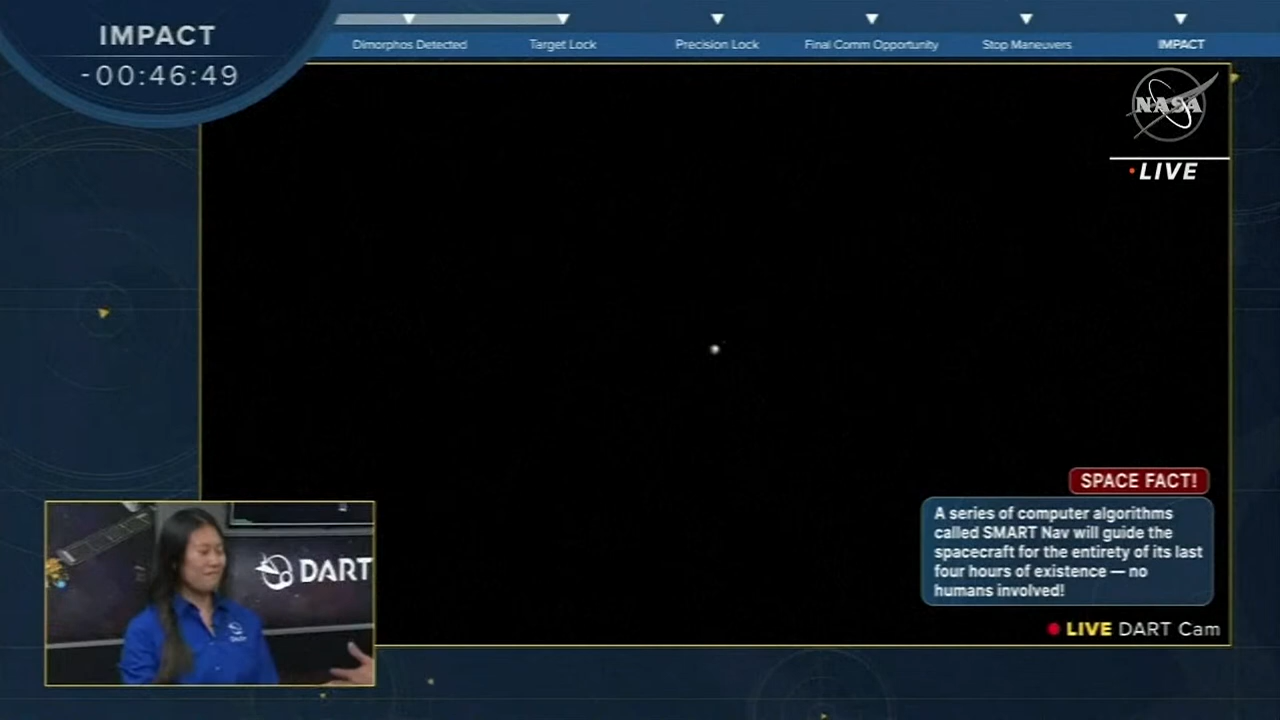 IMPACT
-00:46:49
Dimorphos Detected
Target Lock
Precision Lock
Final Comm Opportunity
Stop Maneuvers
IMPACT
NASA
LIVE
SPACE FACT!
A series of computer algorithms
called SMART Nav will guide the
spacecraft for the entirety of its last
four hours of existence — no
humans involved!
DART
LIVE DART Cam